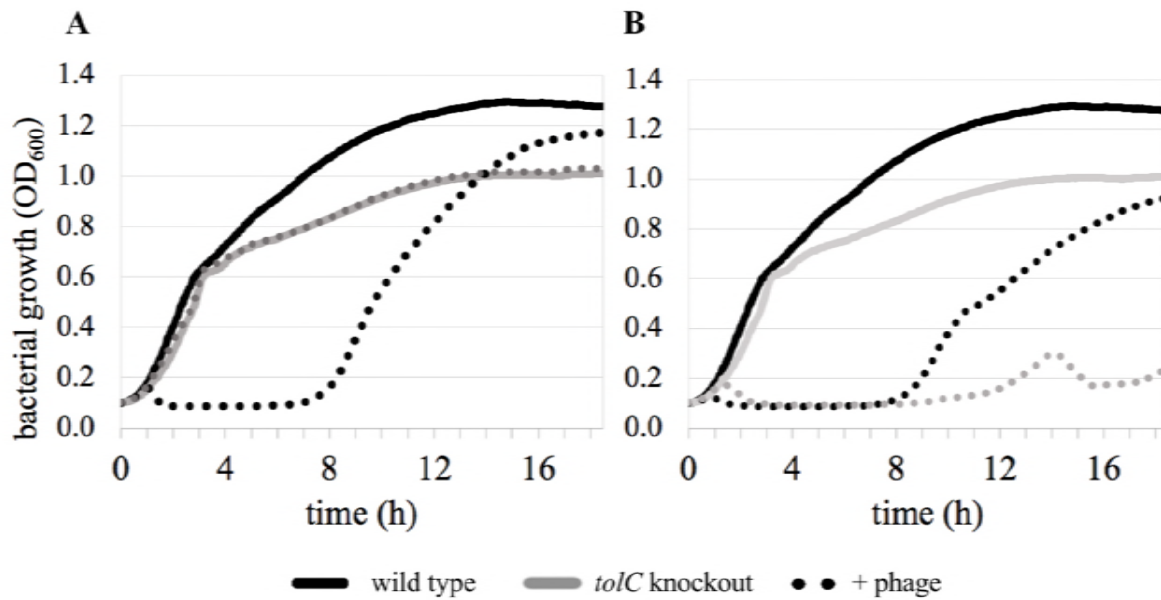 A
B
bacterial growth (OD600)
1.4
1.2
1.0
0.8
0.6
0.4
0.2
0.0
0 4 8 12 16
time (h)
1.4
1.2
1.0
0.8
0.6
0.4
0.2
0.0
0 4 8 12 16
time (h)
wild type tolC knockout + phage